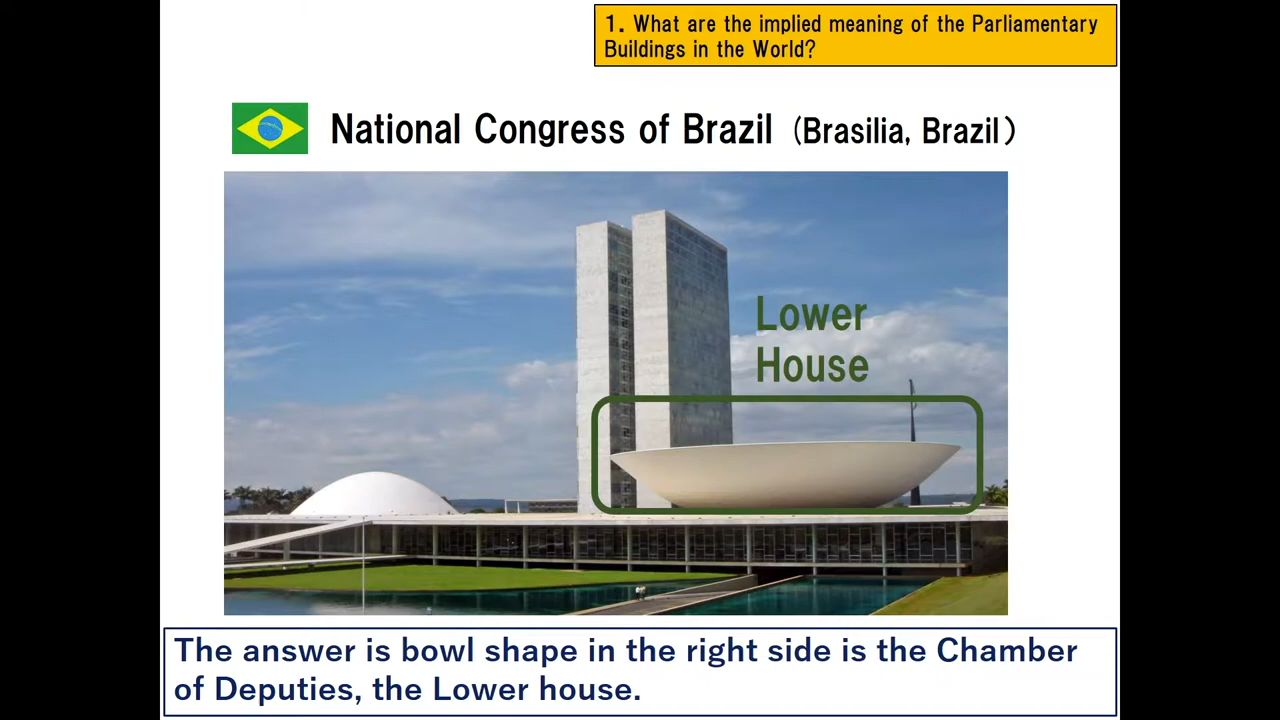 1. What are the implied meaning of the Parliamentary
Buildings in the World?
National Congress of Brazil (Brasilia, Brazil)
Lower
House
The answer is bowl shape in the right side is the Chamber
of Deputies, the Lower house.